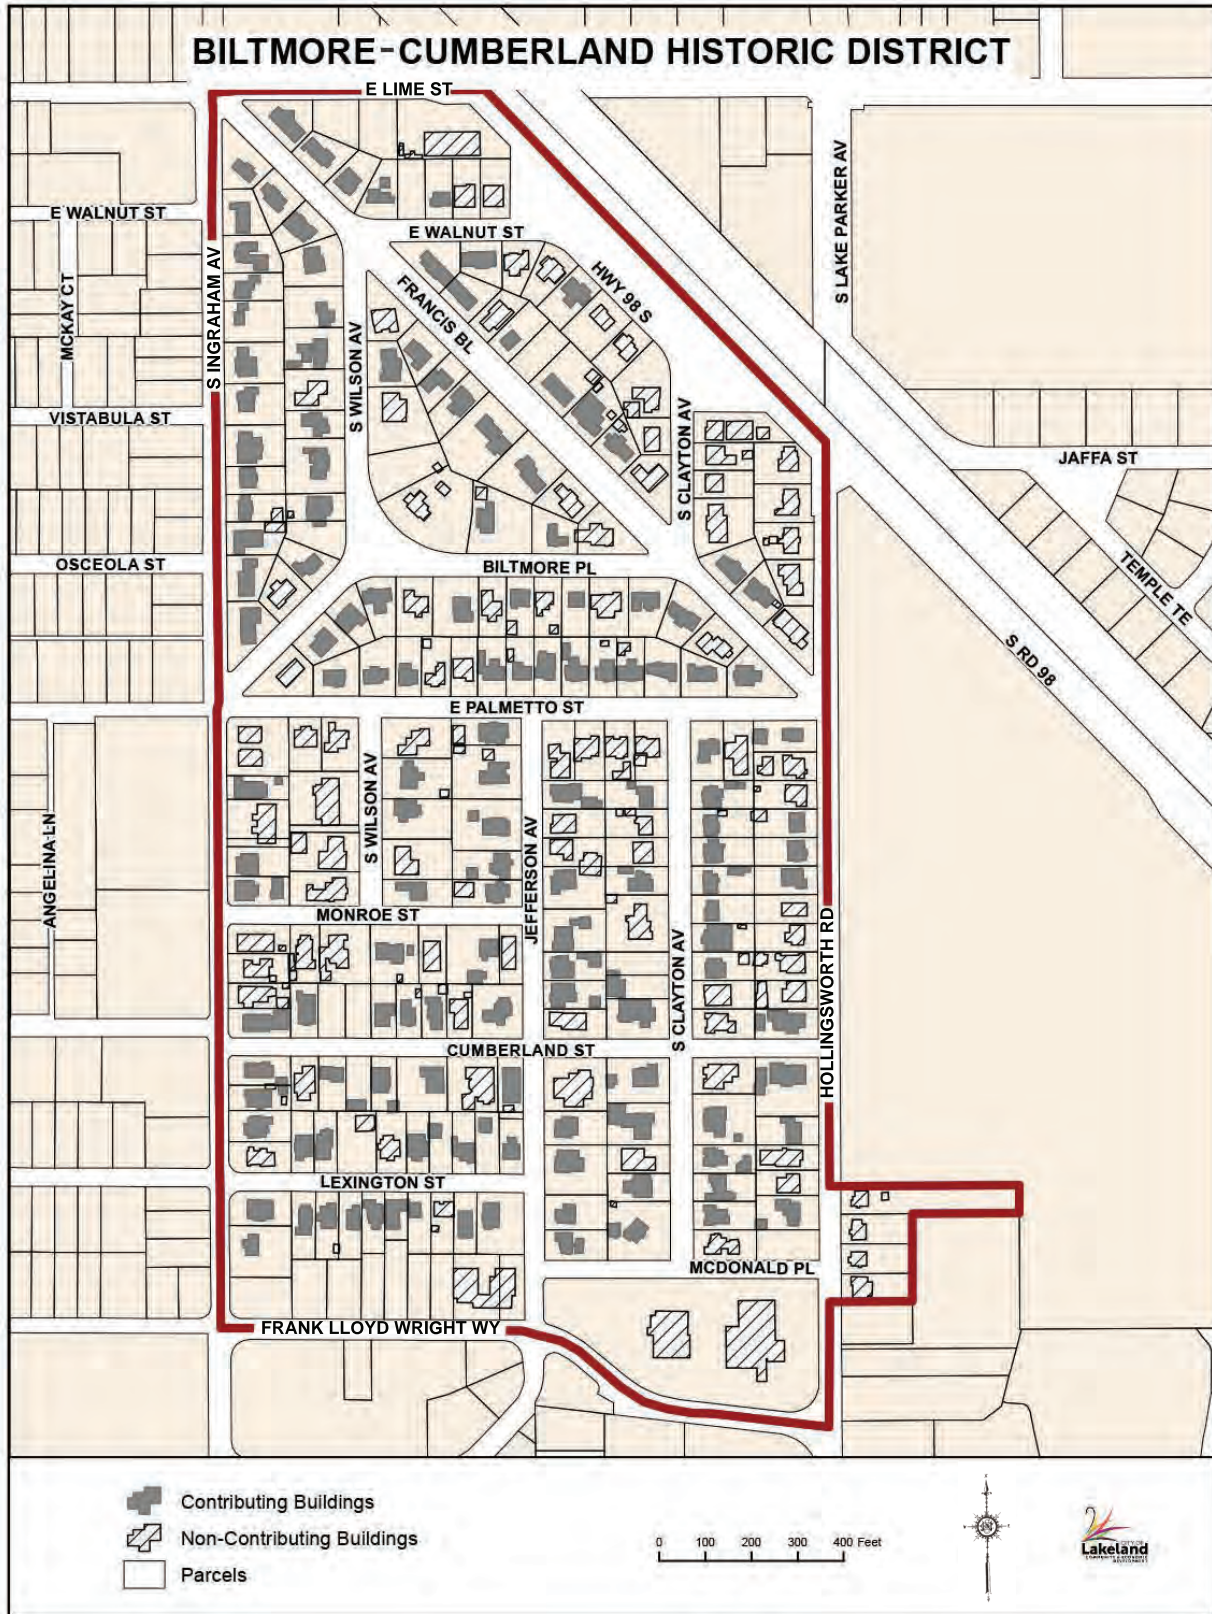 BILTMORE-CUMBERLAND HISTORIC DISTRICT
E LIME ST
S LAKE PARKER AV
E WALNUT ST
E WALNUT ST
MCKAY CT
S INGRAHAM AV
HWY 98 S
FRANCIS BL
S WILSON AV
VISTABULA ST
S CLAYTON AV
JAFFA ST
OSCEOLA ST
BILTMORE PL
TEMPLE TE
S RD 98
E PALMETTO ST
S WILSON AV
ANGELINA LN
JEFFERSON AV
MONROE ST
HOLLINGSWORTH RD
S CLAYTON AV
CUMBERLAND ST
LEXINGTON ST
MCDONALD PL
FRANK LLOYD WRIGHT WY
Contributing Buildings
Non-Contributing Buildings
Parcels
0 100 200 300 400 Feet
Lakeland